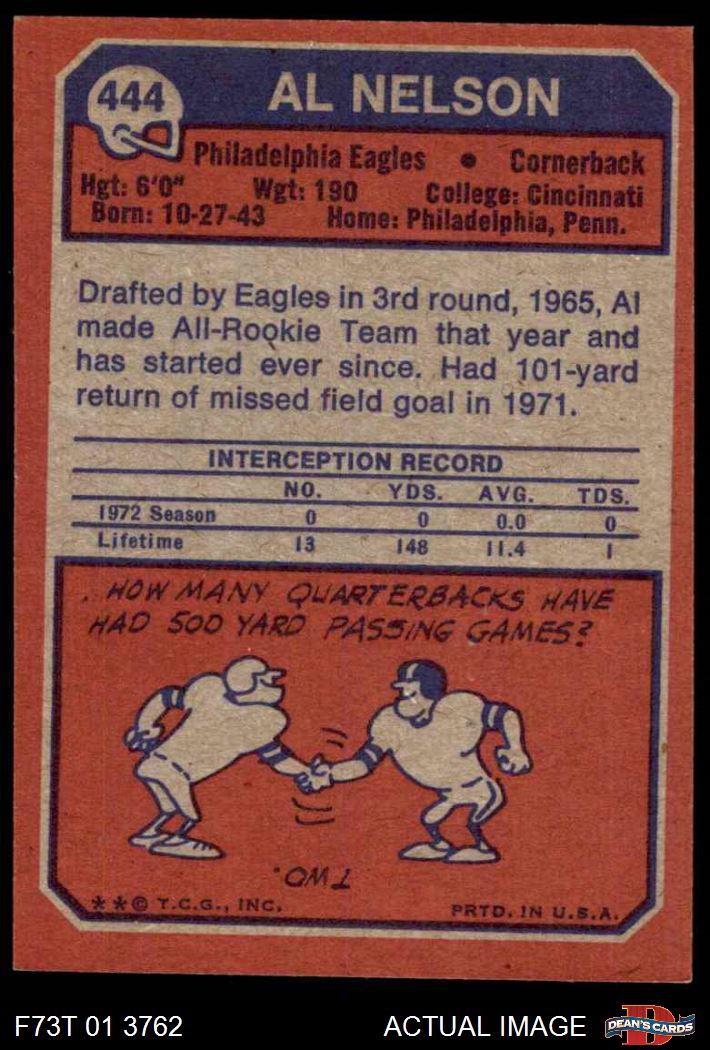 444
AL NELSON
Philadelphia Eagles • Cornerback
Hgt: 6'0" Wgt: 190 College: Cincinnati
Born: 10-27-43 Home: Philadelphia, Penn.
Drafted by Eagles in 3rd round, 1965, Al
made All-Rookie Team that year and
has started ever since. Had 101-yard
return of missed field goal in 1971.
INTERCEPTION RECORD
NO. YDS. AVG. TDS.
1972 Season 0 0 0.0 0
Lifetime 13 148 11.4 1
HOW MANY QUARTERBACKS HAVE
HAD 500 YARD PASSING GAMES?
TWO.
**© T.C.G., INC. PRTD. IN U.S.A.
F73T 01 3762 ACTUAL IMAGE D DEAN'S CARDS